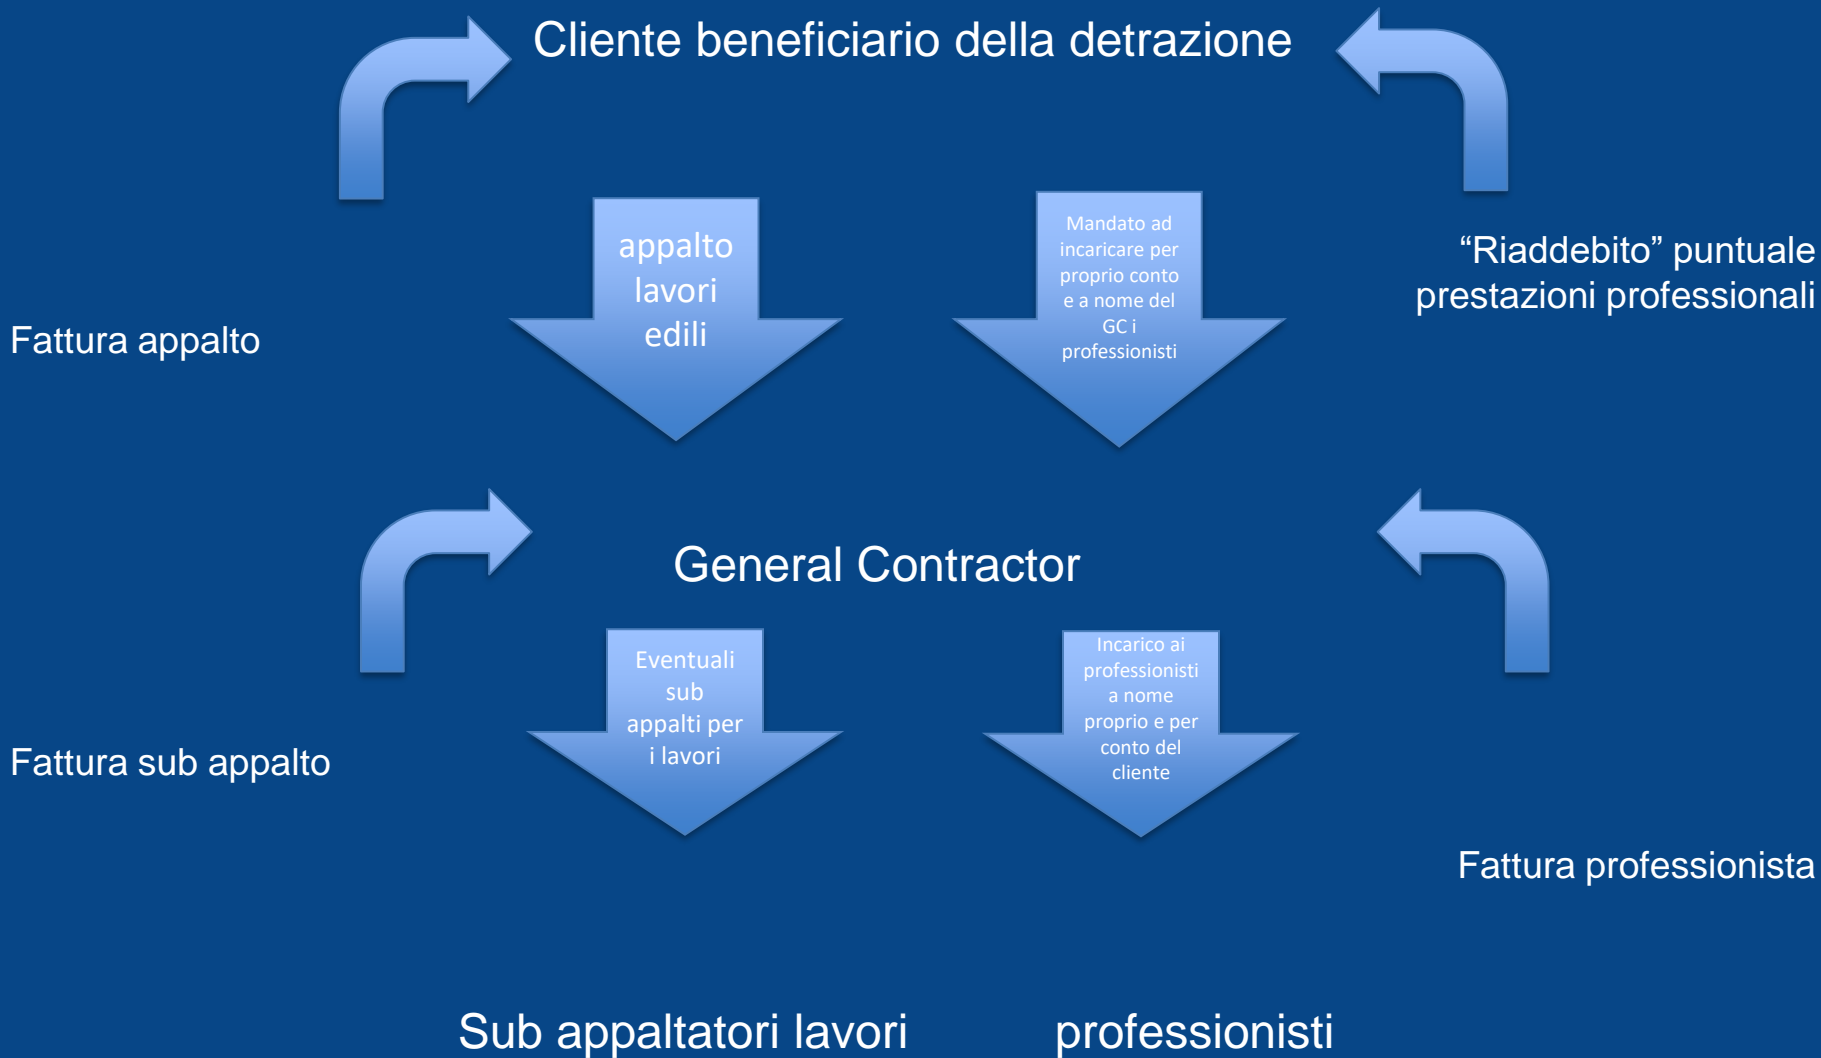 Cliente beneficiario della detrazione
appalto
lavori
edili
Mandato ad
incaricare per
proprio conto
e a nome del
GC i
professionisti
“Riaddebito” puntuale
prestazioni professionali
Fattura appalto
General Contractor
Eventuali
sub
appalti per
i lavori
Incarico ai
professionisti
a nome
proprio e per
conto del
cliente
Fattura sub appalto
Fattura professionista
Sub appaltatori lavori
professionisti